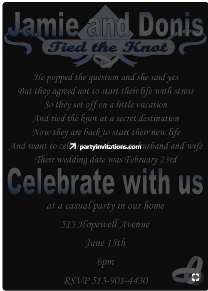 Jamie and Donis
Tied the Knot
He popped the question and she said yes
But they agreed not to start their life with stress
So they set off on a little vacation
And tied the knot at a secret destination
Now they are back to start their new life
And want to celebrate husband and wife
partyinvitations.com
Their wedding date was February 23rd
Celebrate with us
at a casual party in our home
513 Hopewell Avenue
June 15th
6pm
RSVP 513-901-4430